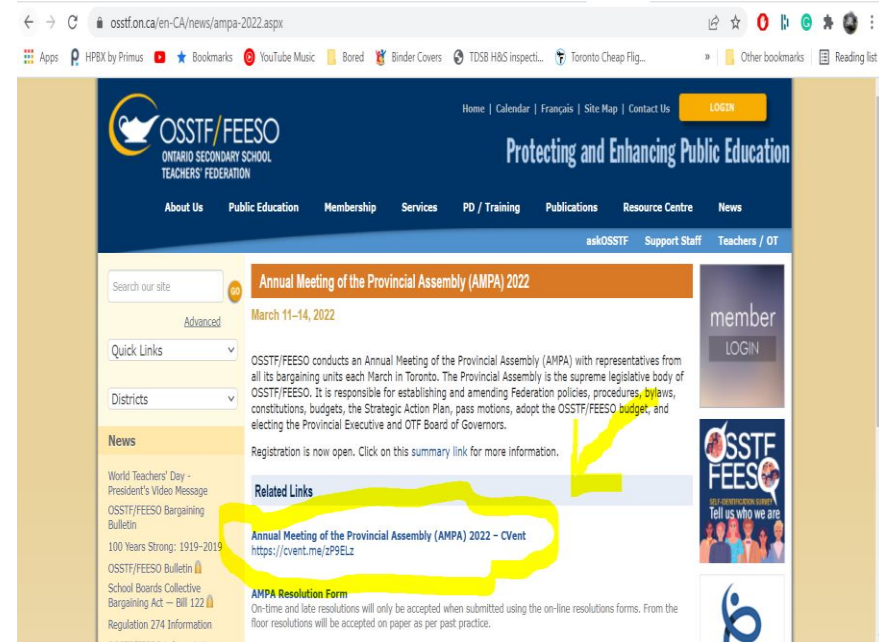 osstf.on.ca/en-CA/news/ampa-2022.aspx
Apps HPBX by Primus Bookmarks YouTube Music Bored Binder Covers TDSB H&S inspecti... Toronto Cheap Flig... » Other bookmarks Reading list
Home | Calendar | Français | Site Map | Contact Us LOGIN
OSSTF/FEESO
ONTARIO SECONDARY SCHOOL
TEACHERS' FEDERATION
Protecting and Enhancing Public Education
About Us Public Education Membership Services PD / Training Publications Resource Centre News
askOSSTF Support Staff Teachers / OT
Search our site
GO
Advanced
Quick Links
Districts
News
World Teachers' Day -
President's Video Message
OSSTF/FEESO Bargaining
Bulletin
100 Years Strong: 1919-2019
OSSTF/FEESO Bulletin
School Boards Collective
Bargaining Act — Bill 122
Regulation 274 Information
Annual Meeting of the Provincial Assembly (AMPA) 2022
March 11–14, 2022
OSSTF/FEESO conducts an Annual Meeting of the Provincial Assembly (AMPA) with representatives from
all its bargaining units each March in Toronto. The Provincial Assembly is the supreme legislative body of
OSSTF/FEESO. It is responsible for establishing and amending Federation policies, procedures, bylaws,
constitutions, budgets, the Strategic Action Plan, pass motions, adopt the OSSTF/FEESO budget, and
electing the Provincial Executive and OTF Board of Governors.
Registration is now open. Click on this summary link for more information.
Related Links
Annual Meeting of the Provincial Assembly (AMPA) 2022 – CVent
https://cvent.me/zP9ELz
AMPA Resolution Form
On-time and late resolutions will only be accepted when submitted using the on-line resolutions forms. From the
floor resolutions will be accepted on paper as per past practice.
member
LOGIN
OSSTF
FEESO
SELF-IDENTIFICATION SURVEY
Tell us who we are